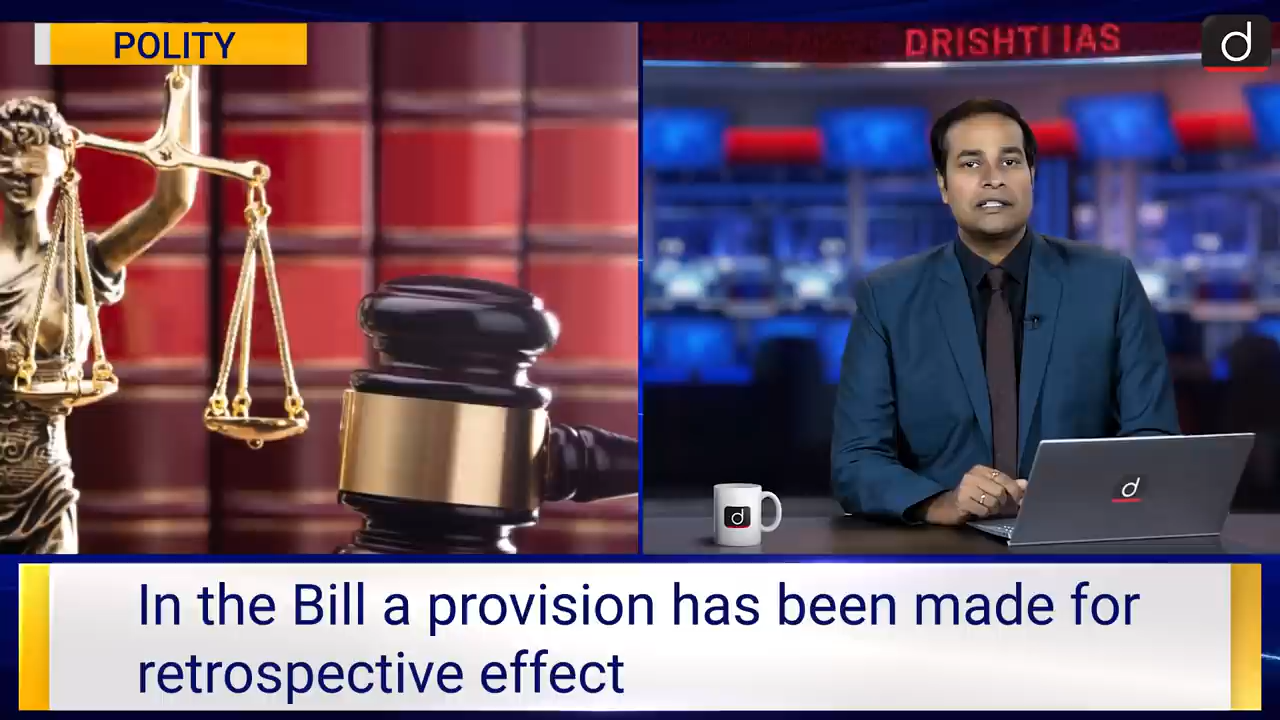 POLITY
DRISHTI IAS
d
d
d
In the Bill a provision has been made for
retrospective effect